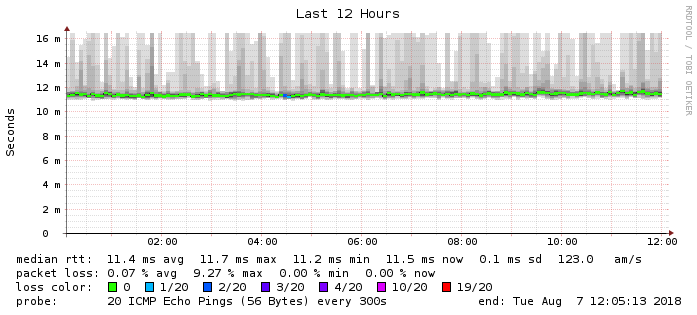 Last 12 Hours
RRDTOOL / TOBI OETIKER
Seconds
16 m
14 m
12 m
10 m
8 m
6 m
4 m
2 m
0
02:00 04:00 06:00 08:00 10:00 12:00
median rtt: 11.4 ms avg 11.7 ms max 11.2 ms min 11.5 ms now 0.1 ms sd 123.0 am/s
packet loss: 0.07 % avg 9.27 % max 0.00 % min 0.00 % now
loss color: 0 1/20 2/20 3/20 4/20 10/20 19/20
probe: 20 ICMP Echo Pings (56 Bytes) every 300s end: Tue Aug 7 12:05:13 2018